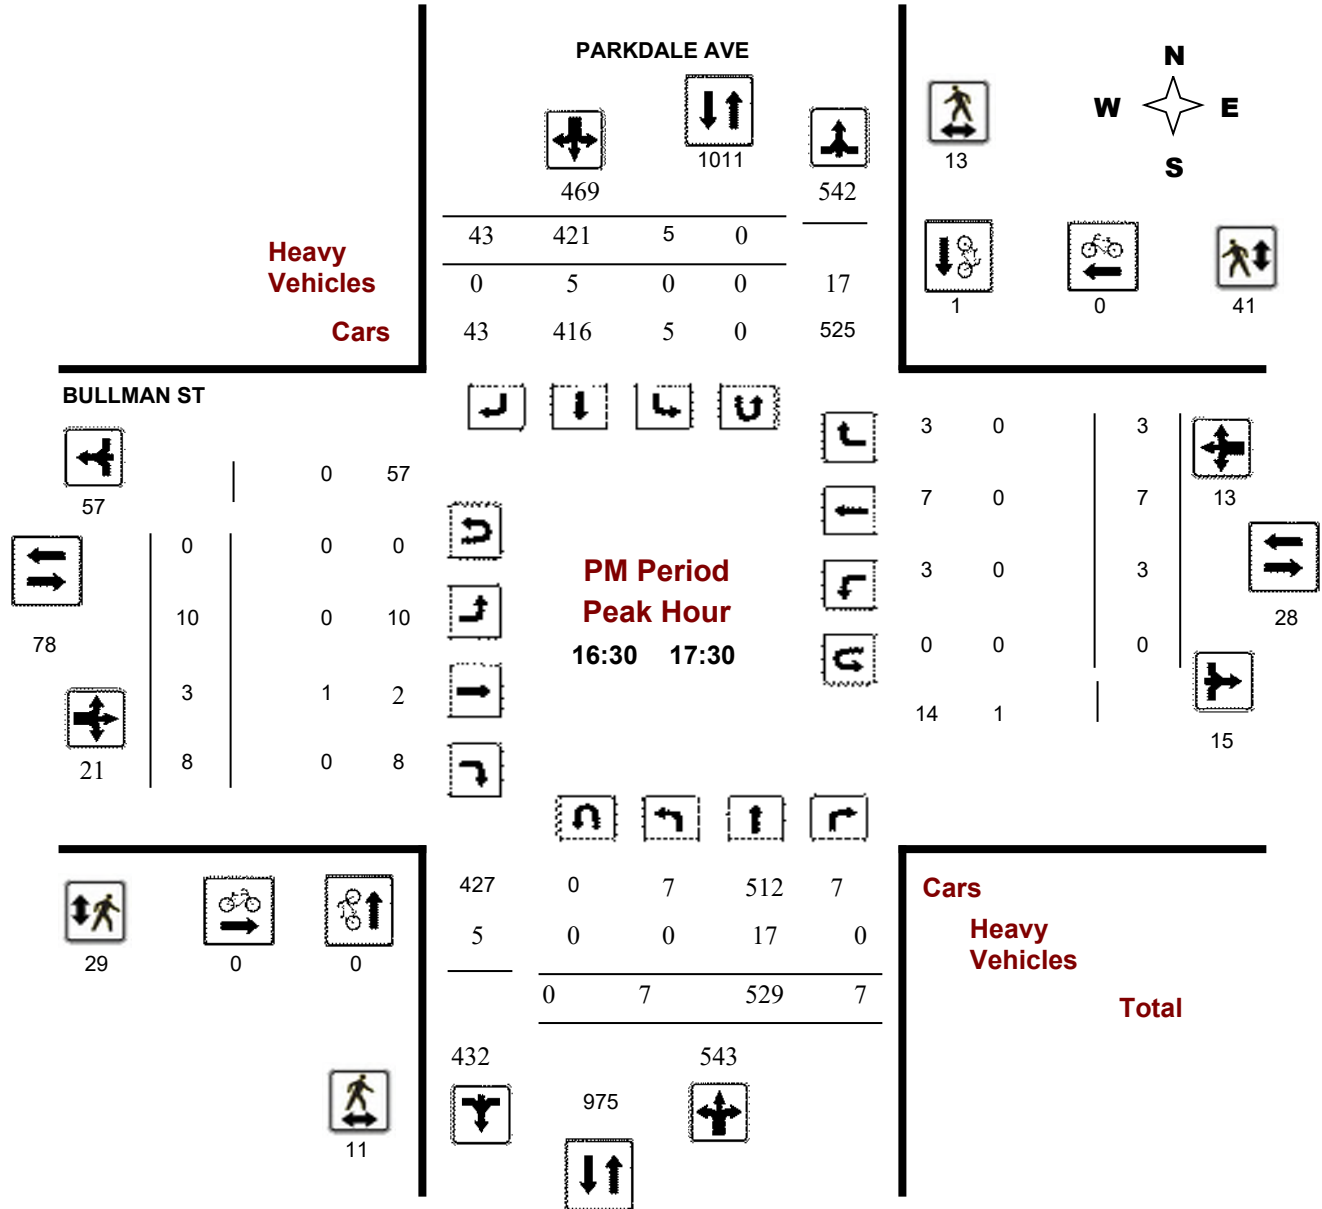 PARKDALE AVE
N
W E
S
1011
13
469 542
43 421 5 0
Heavy
Vehicles 0 5 0 0 17
1 0 41
Cars 43 416 5 0 525
BULLMAN ST
3 0 3
0 57
57 7 0 7 13
0 0 0
PM Period
3 0 3
Peak Hour
10 0 10 28
78 16:30 17:30 0 0 0
3 1 2
14 1 15
21 8 0 8
427 0 7 512 7 Cars
5 0 0 17 0 Heavy
Vehicles
29 0 0
0 7 529 7 Total
432 543
975
11